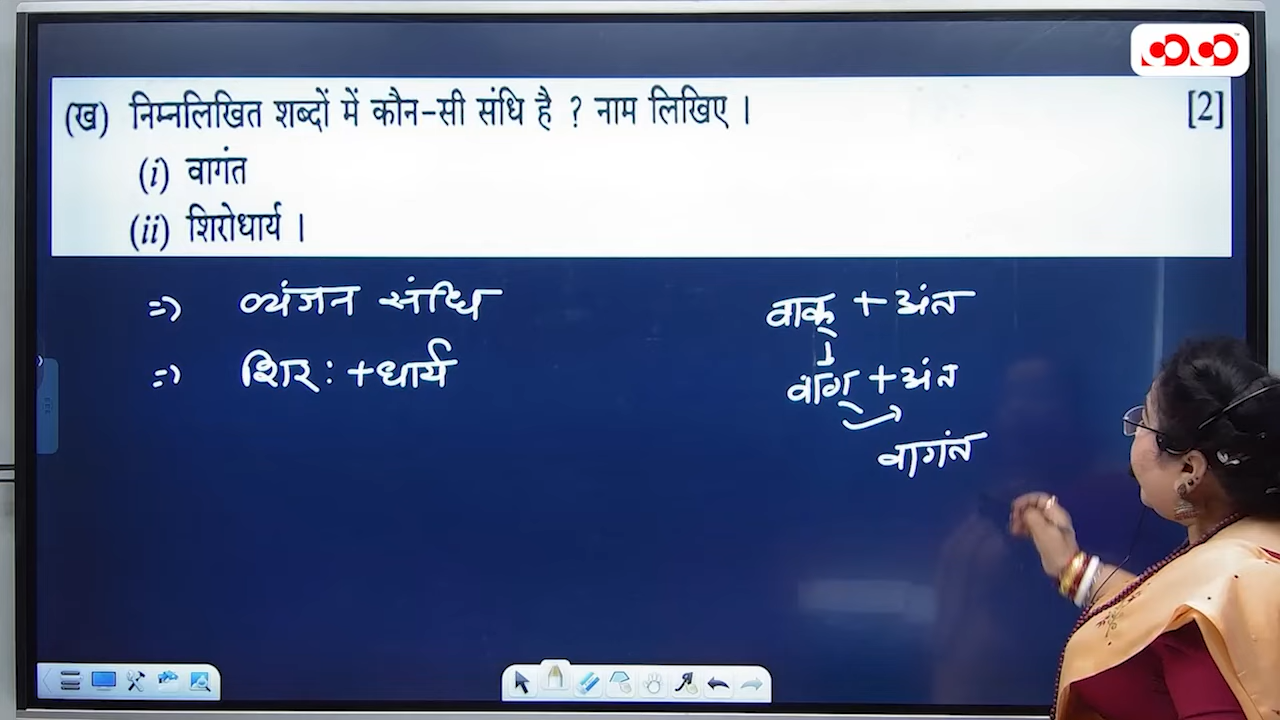 (ख) निम्नलिखित शब्दों में कौन-सी संधि है ? नाम लिखिए । [2]
(i) वागंत
(ii) शिरोधार्य ।
=> व्यंजन संधि
=> शिर: + धार्य
वाक् + अंत
↓
वाग् + अंत
वागंत